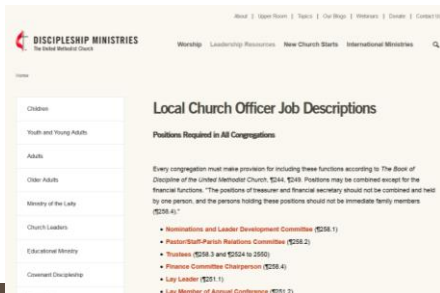 About | Upper Room | Topics | Our Blogs | Webinars | Donate | Contact Us
DISCIPLESHIP MINISTRIES
The United Methodist Church
Worship Leadership Resources New Church Starts International Ministries
Home
Children
Youth and Young Adults
Adults
Older Adults
Ministry of the Laity
Church Leaders
Educational Ministry
Covenant Discipleship
Local Church Officer Job Descriptions
Positions Required in All Congregations
Every congregation must make provision for including these functions according to The Book of
Discipline of the United Methodist Church, ¶244, ¶249. Positions may be combined except for the
financial functions. "The positions of treasurer and financial secretary should not be combined and held
by one person, and the persons holding these positions should not be immediate family members
(¶258.4)."
• Nominations and Leader Development Committee (¶258.1)
• Pastor/Staff-Parish Relations Committee (¶258.2)
• Trustees (¶258.3 and ¶2524 to 2550)
• Finance Committee Chairperson (¶258.4)
• Lay Leader (¶251.1)
• Lay Member of Annual Conference (¶251.2)